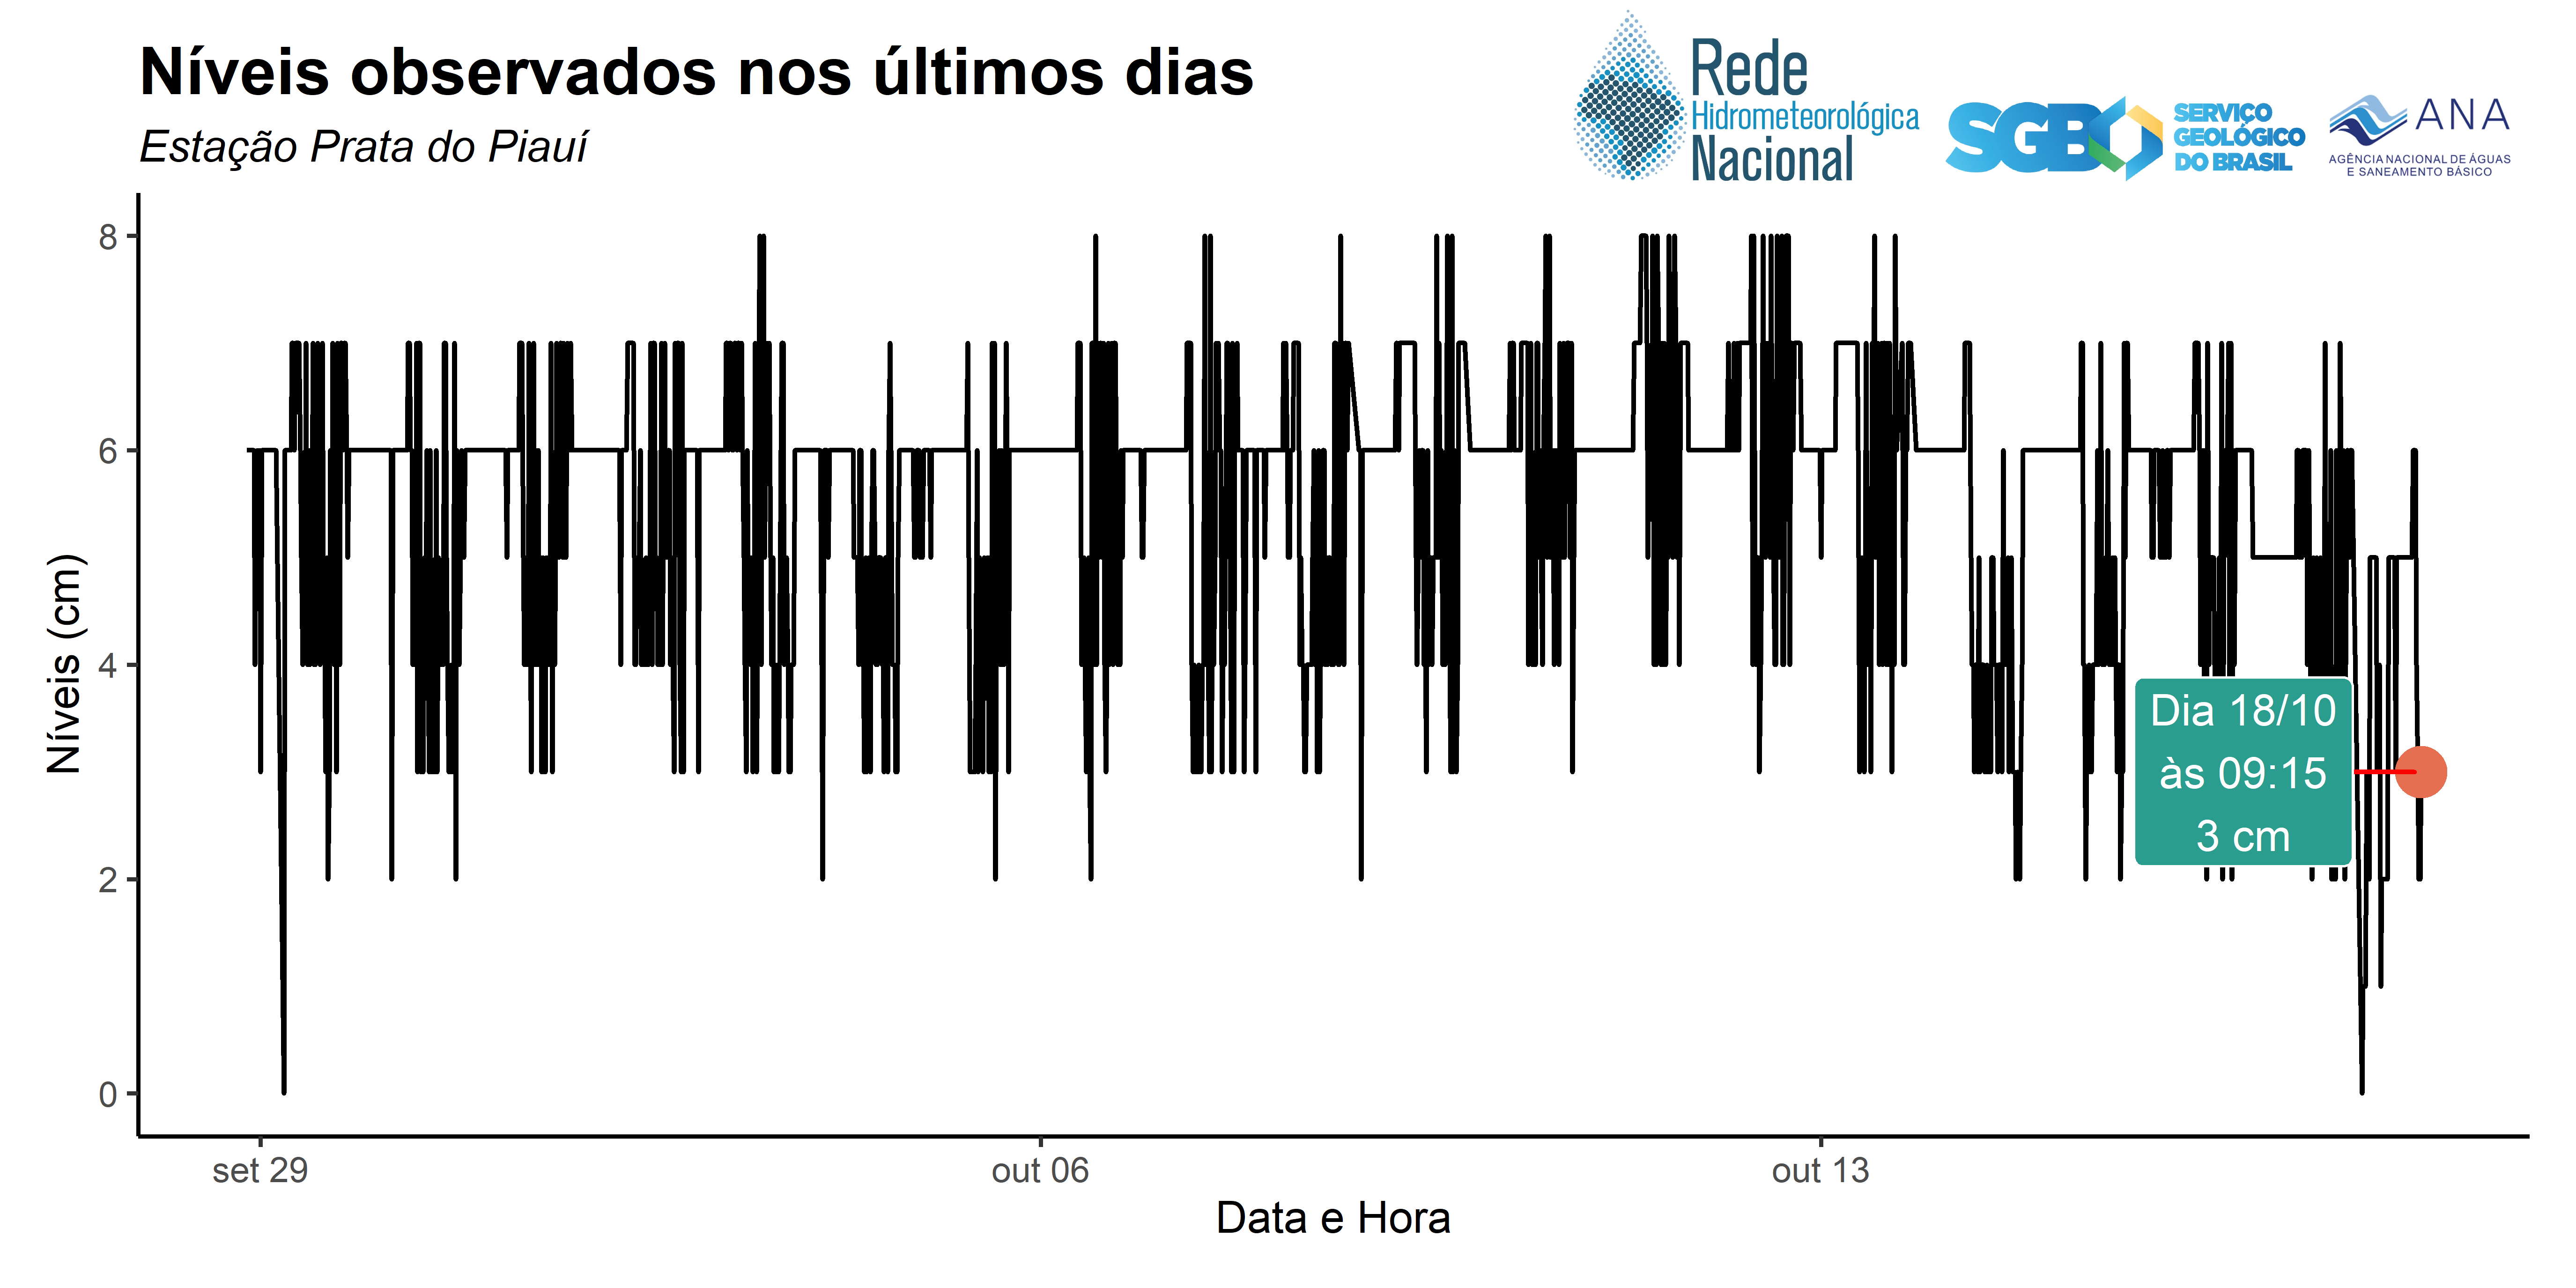 Níveis observados nos últimos dias
Estação Prata do Piauí
Rede
Hidrometeorológica
Nacional
SGB
SERVIÇO
GEOLÓGICO
DO BRASIL
ANA
AGÊNCIA NACIONAL DE ÁGUAS
E SANEAMENTO BÁSICO
Níveis (cm)
8
6
4
2
0
Dia 18/10
às 09:15
3 cm
set 29
out 06
out 13
Data e Hora